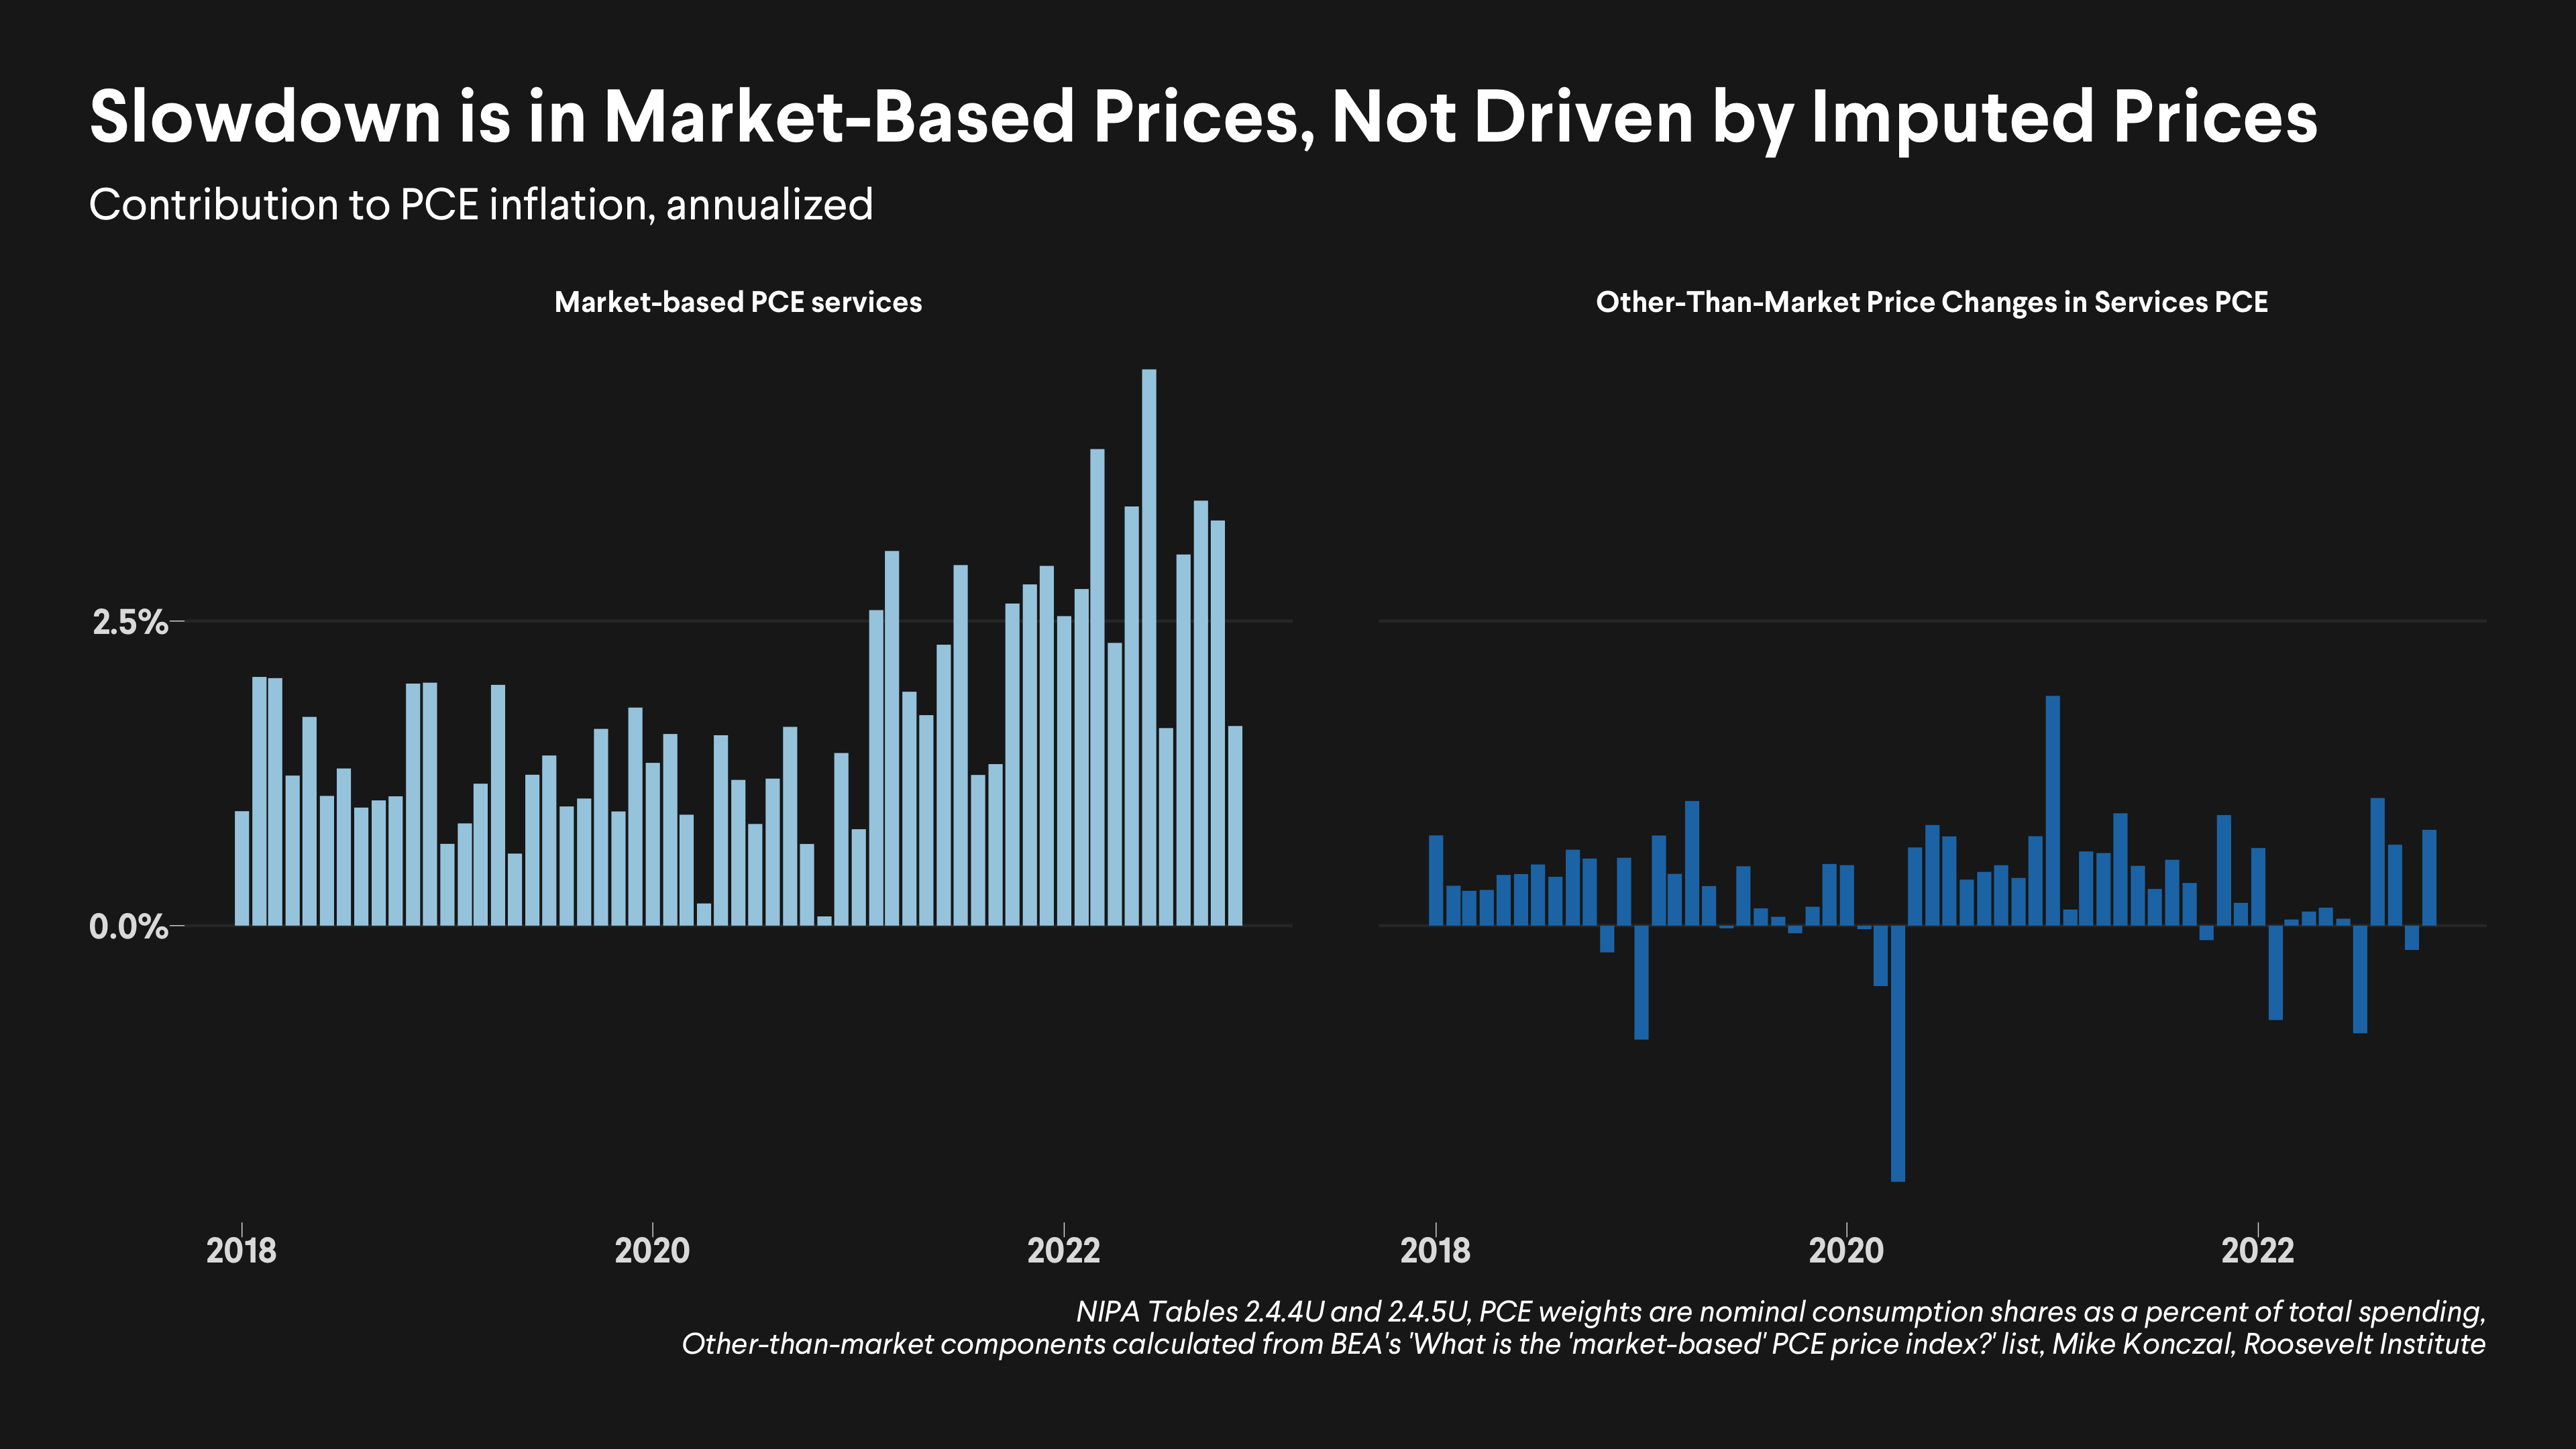 Slowdown is in Market-Based Prices, Not Driven by Imputed Prices
Contribution to PCE inflation, annualized
Market-based PCE services
Other-Than-Market Price Changes in Services PCE
2.5%
0.0%
2018
2020
2022
2018
2020
2022
NIPA Tables 2.4.4U and 2.4.5U, PCE weights are nominal consumption shares as a percent of total spending,
Other-than-market components calculated from BEA's 'What is the 'market-based' PCE price index?' list, Mike Konczal, Roosevelt Institute